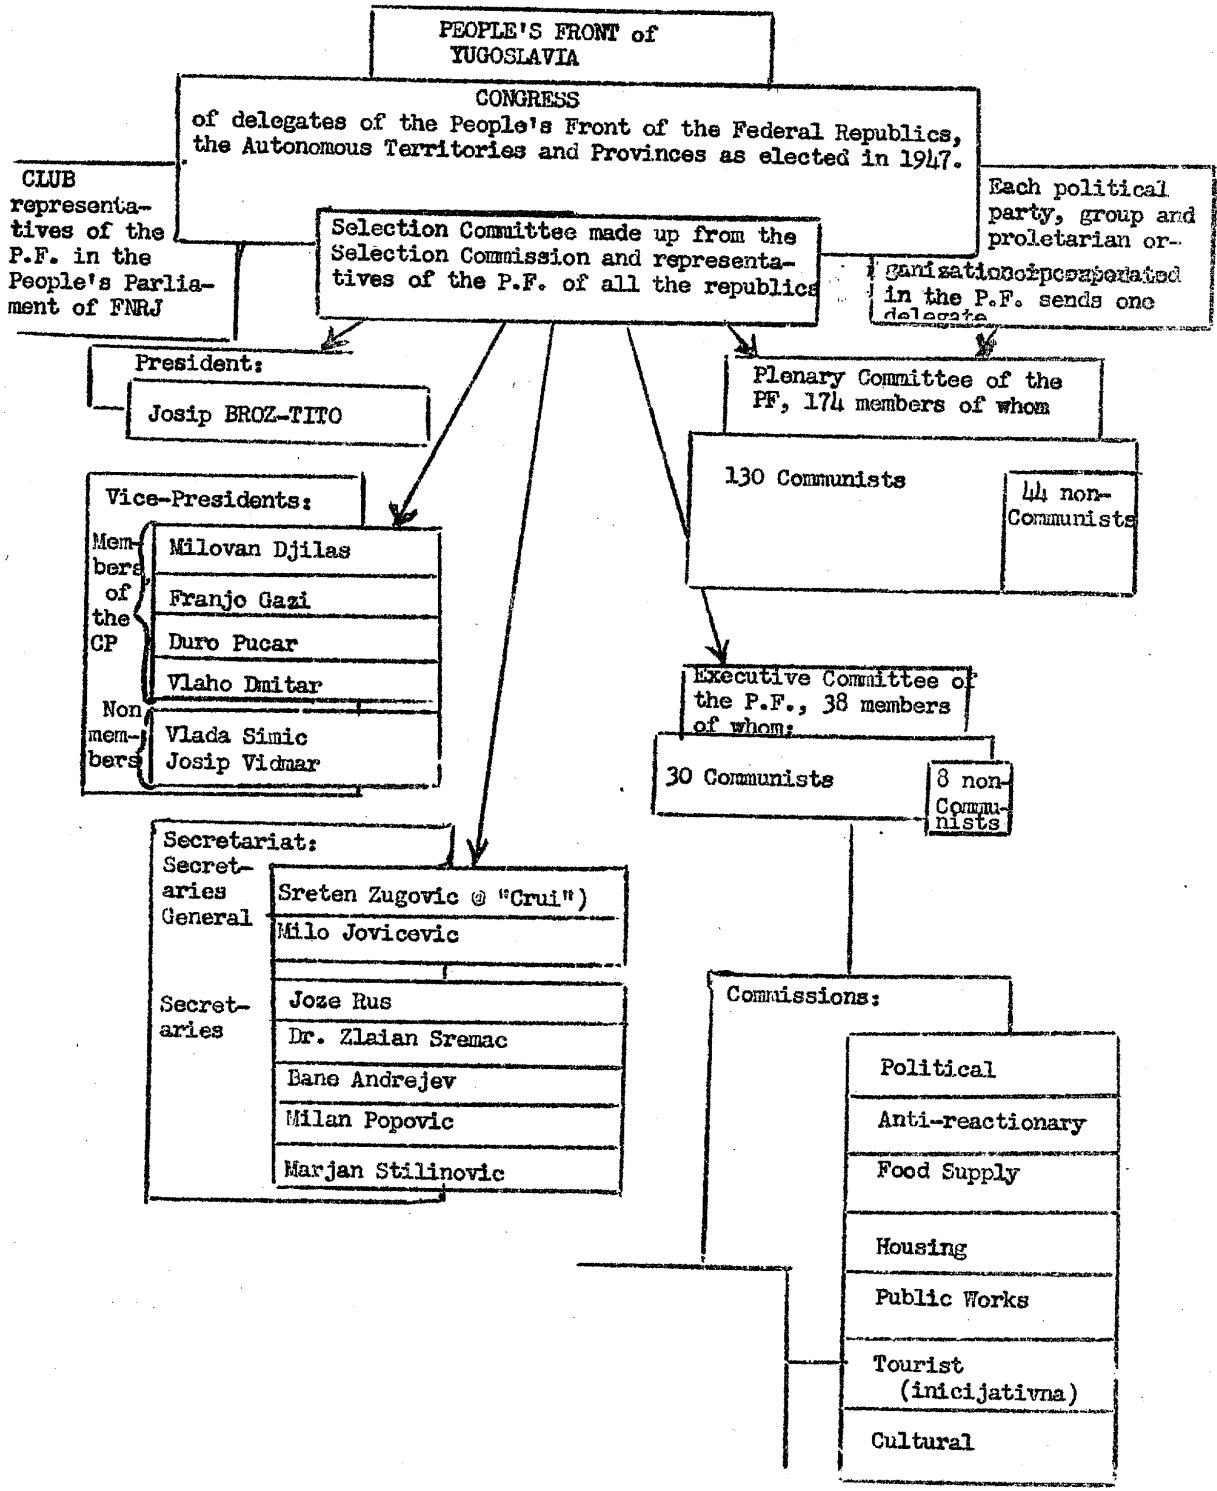 PEOPLE'S FRONT of
YUGOSLAVIA
CONGRESS
of delegates of the People's Front of the Federal Republics,
the Autonomous Territories and Provinces as elected in 1947.
CLUB
representa-
tives of the
P.F. in the
People's Parlia-
ment of FNRJ
Selection Committee made up from the
Selection Commission and representa-
tives of the P.F. of all the republics
Each political
party, group and
proletarian or-
ganization incorporated
in the P.F. sends one
delegate
President:
Josip BROZ-TITO
Plenary Committee of the
PF, 174 members of whom
130 Communists
44 non-
Communists
Vice-Presidents:
Mem-
bers
of
the
CP
Milovan Djilas
Franjo Gazi
Duro Pucar
Vlaho Dmitar
Non
mem-
bers
Vlada Simic
Josip Vidmar
Executive Committee of
the P.F., 38 members
of whom:
30 Communists
8 non-
Commu-
nists
Secretariat:
Secret-
aries
General
Sreten Zugovic @ "Crui")
Milo Jovicevic
Secret-
aries
Joze Rus
Dr. Zlaian Sremac
Bane Andrejev
Milan Popovic
Marjan Stilinovic
Commissions:
Political
Anti-reactionary
Food Supply
Housing
Public Works
Tourist
(inicijativna)
Cultural